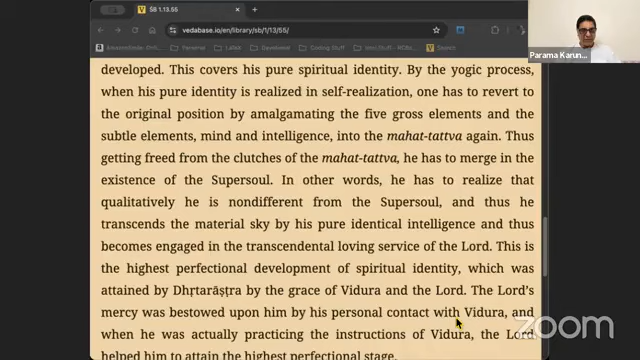 ŚB 1.13.55
vedabase.io/en/library/sb/1/13/55/
Search
Parama Karun...
developed. This covers his pure spiritual identity. By the yogic process,
when his pure identity is realized in self-realization, one has to revert to
the original position by amalgamating the five gross elements and the
subtle elements, mind and intelligence, into the mahat-tattva again. Thus
getting freed from the clutches of the mahat-tattva, he has to merge in the
existence of the Supersoul. In other words, he has to realize that
qualitatively he is nondifferent from the Supersoul, and thus he
transcends the material sky by his pure identical intelligence and thus
becomes engaged in the transcendental loving service of the Lord. This is
the highest perfectional development of spiritual identity, which was
attained by Dhṛtarāṣṭra by the grace of Vidura and the Lord. The Lord's
mercy was bestowed upon him by his personal contact with Vidura, and
when he was actually practicing the instructions of Vidura, the Lord
helped him to attain the highest perfectional stage.
zoom